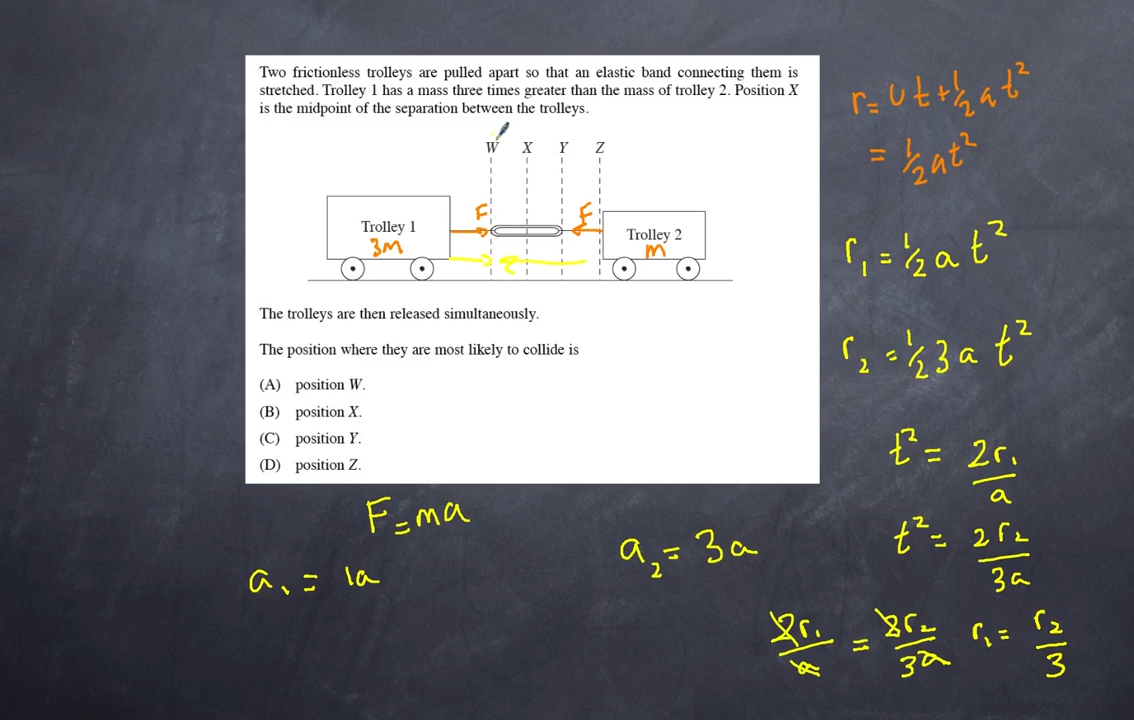 Two frictionless trolleys are pulled apart so that an elastic band connecting them is
stretched. Trolley 1 has a mass three times greater than the mass of trolley 2. Position X
is the midpoint of the separation between the trolleys.
W X Y Z
F F
Trolley 1
3M
Trolley 2
m
The trolleys are then released simultaneously.
The position where they are most likely to collide is
(A) position W.
(B) position X.
(C) position Y.
(D) position Z.
r = Ut + 1/2 a t²
= 1/2 a t²
r₁ = 1/2 a t²
r₂ = 1/2 3 a t²
t² = 2r₁/a
t² = 2r₂/3a
F = ma
a₁ = 1a
a₂ = 3a
2r₁/a = 2r₂/3a r₁ = r₂/3